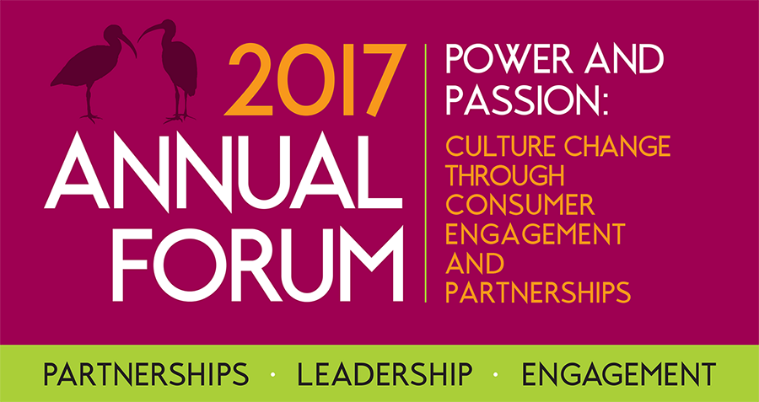 2017
ANNUAL
FORUM
POWER AND
PASSION:
CULTURE CHANGE
THROUGH
CONSUMER
ENGAGEMENT
AND
PARTNERSHIPS
PARTNERSHIPS · LEADERSHIP · ENGAGEMENT